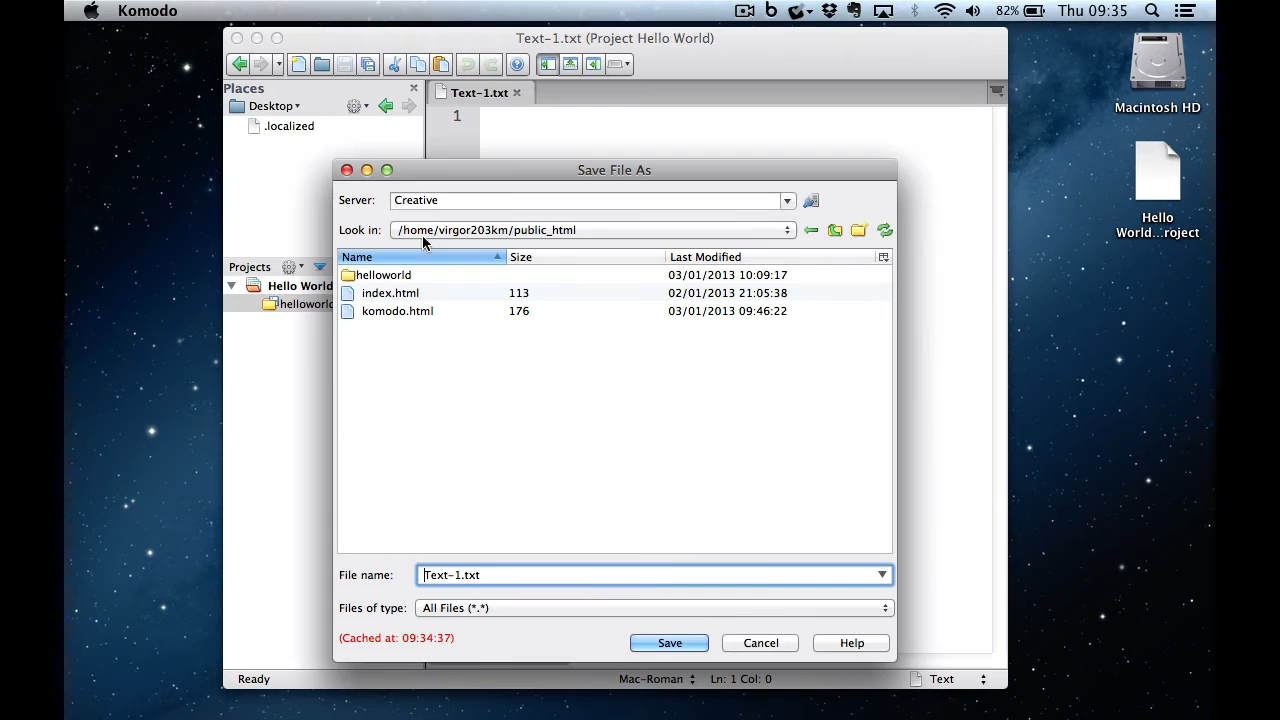 Komodo
82%
Thu 09:35
Text-1.txt (Project Hello World)
Places
Desktop
.localized
Text-1.txt
1
Macintosh HD
Hello
World...roject
Projects
Hello World
helloworld
Save File As
Server:
Creative
Look in:
/home/virgor203km/public_html
Name
Size
Last Modified
helloworld
03/01/2013 10:09:17
index.html
113
02/01/2013 21:05:38
komodo.html
176
03/01/2013 09:46:22
File name:
Text-1.txt
Files of type:
All Files (*.*)
(Cached at: 09:34:37)
Save
Cancel
Help
Ready
Mac-Roman
Ln: 1 Col: 0
Text